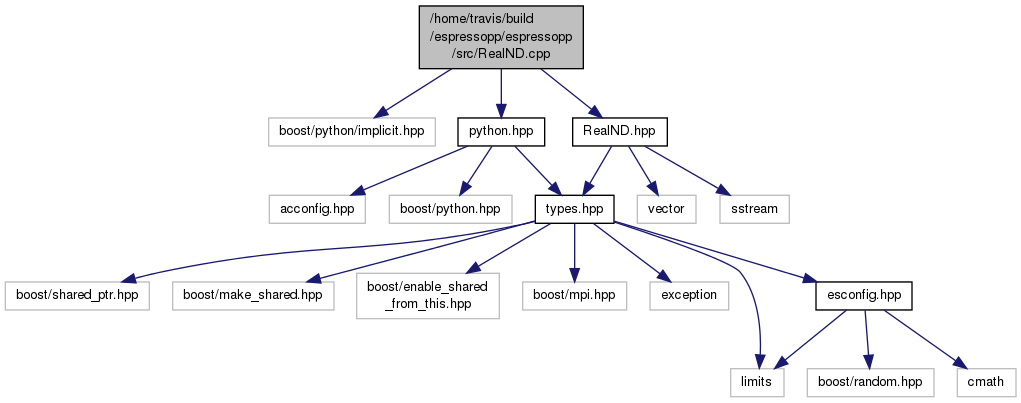 /home/travis/build
/espressopp/espressopp
/src/RealND.cpp
boost/python/implicit.hpp
python.hpp
RealND.hpp
acconfig.hpp
boost/python.hpp
types.hpp
vector
sstream
boost/shared_ptr.hpp
boost/make_shared.hpp
boost/enable_shared
_from_this.hpp
boost/mpi.hpp
exception
esconfig.hpp
limits
boost/random.hpp
cmath